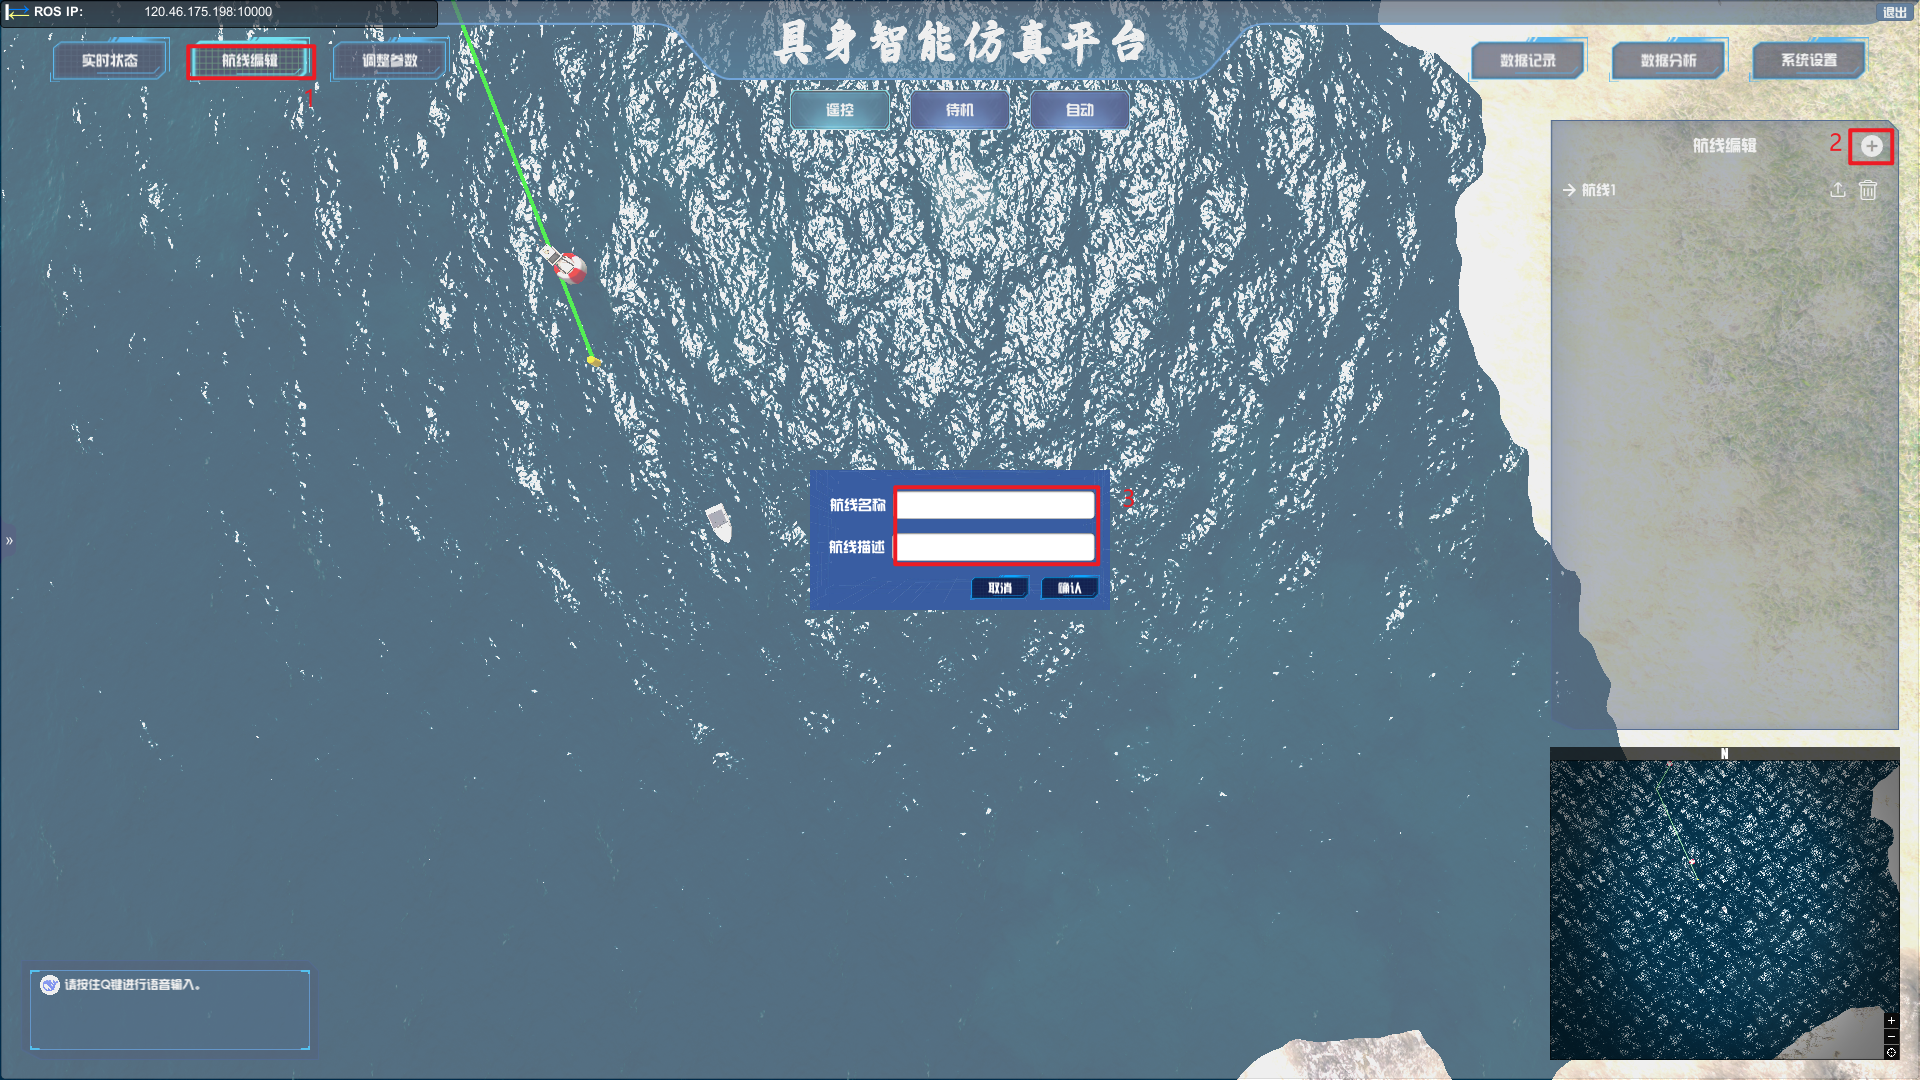 ROS IP: 120.46.175.198:10000
具身智能仿真平台
退出
实时状态
航线编辑
调整参数
数据记录
数据分析
系统设置
1
遥控
待机
自动
航线编辑
2
航线1
航线名称
3
航线描述
取消
确认
»
N
请按住Q键进行语音输入。